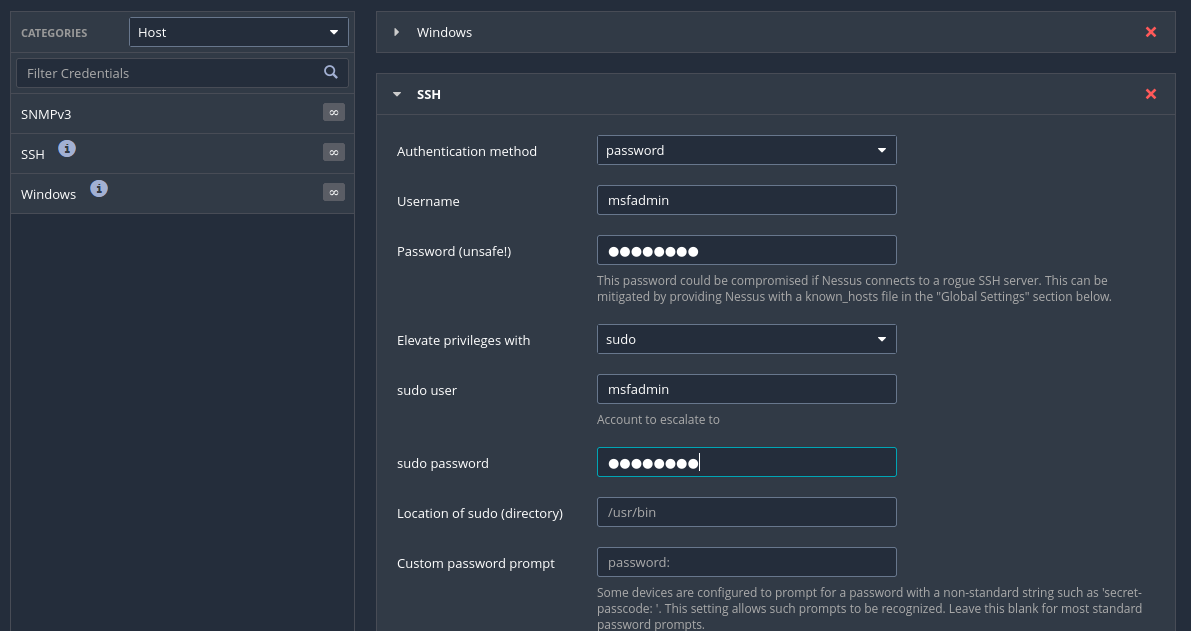 CATEGORIES
Host
Filter Credentials
SNMPv3
∞
SSH
i
∞
Windows
i
∞
Windows
SSH
Authentication method
password
Username
msfadmin
Password (unsafe!)
●●●●●●●●
This password could be compromised if Nessus connects to a rogue SSH server. This can be
mitigated by providing Nessus with a known_hosts file in the "Global Settings" section below.
Elevate privileges with
sudo
sudo user
msfadmin
Account to escalate to
sudo password
●●●●●●●●
Location of sudo (directory)
/usr/bin
Custom password prompt
password:
Some devices are configured to prompt for a password with a non-standard string such as 'secret-
passcode: '. This setting allows such prompts to be recognized. Leave this blank for most standard
password prompts.